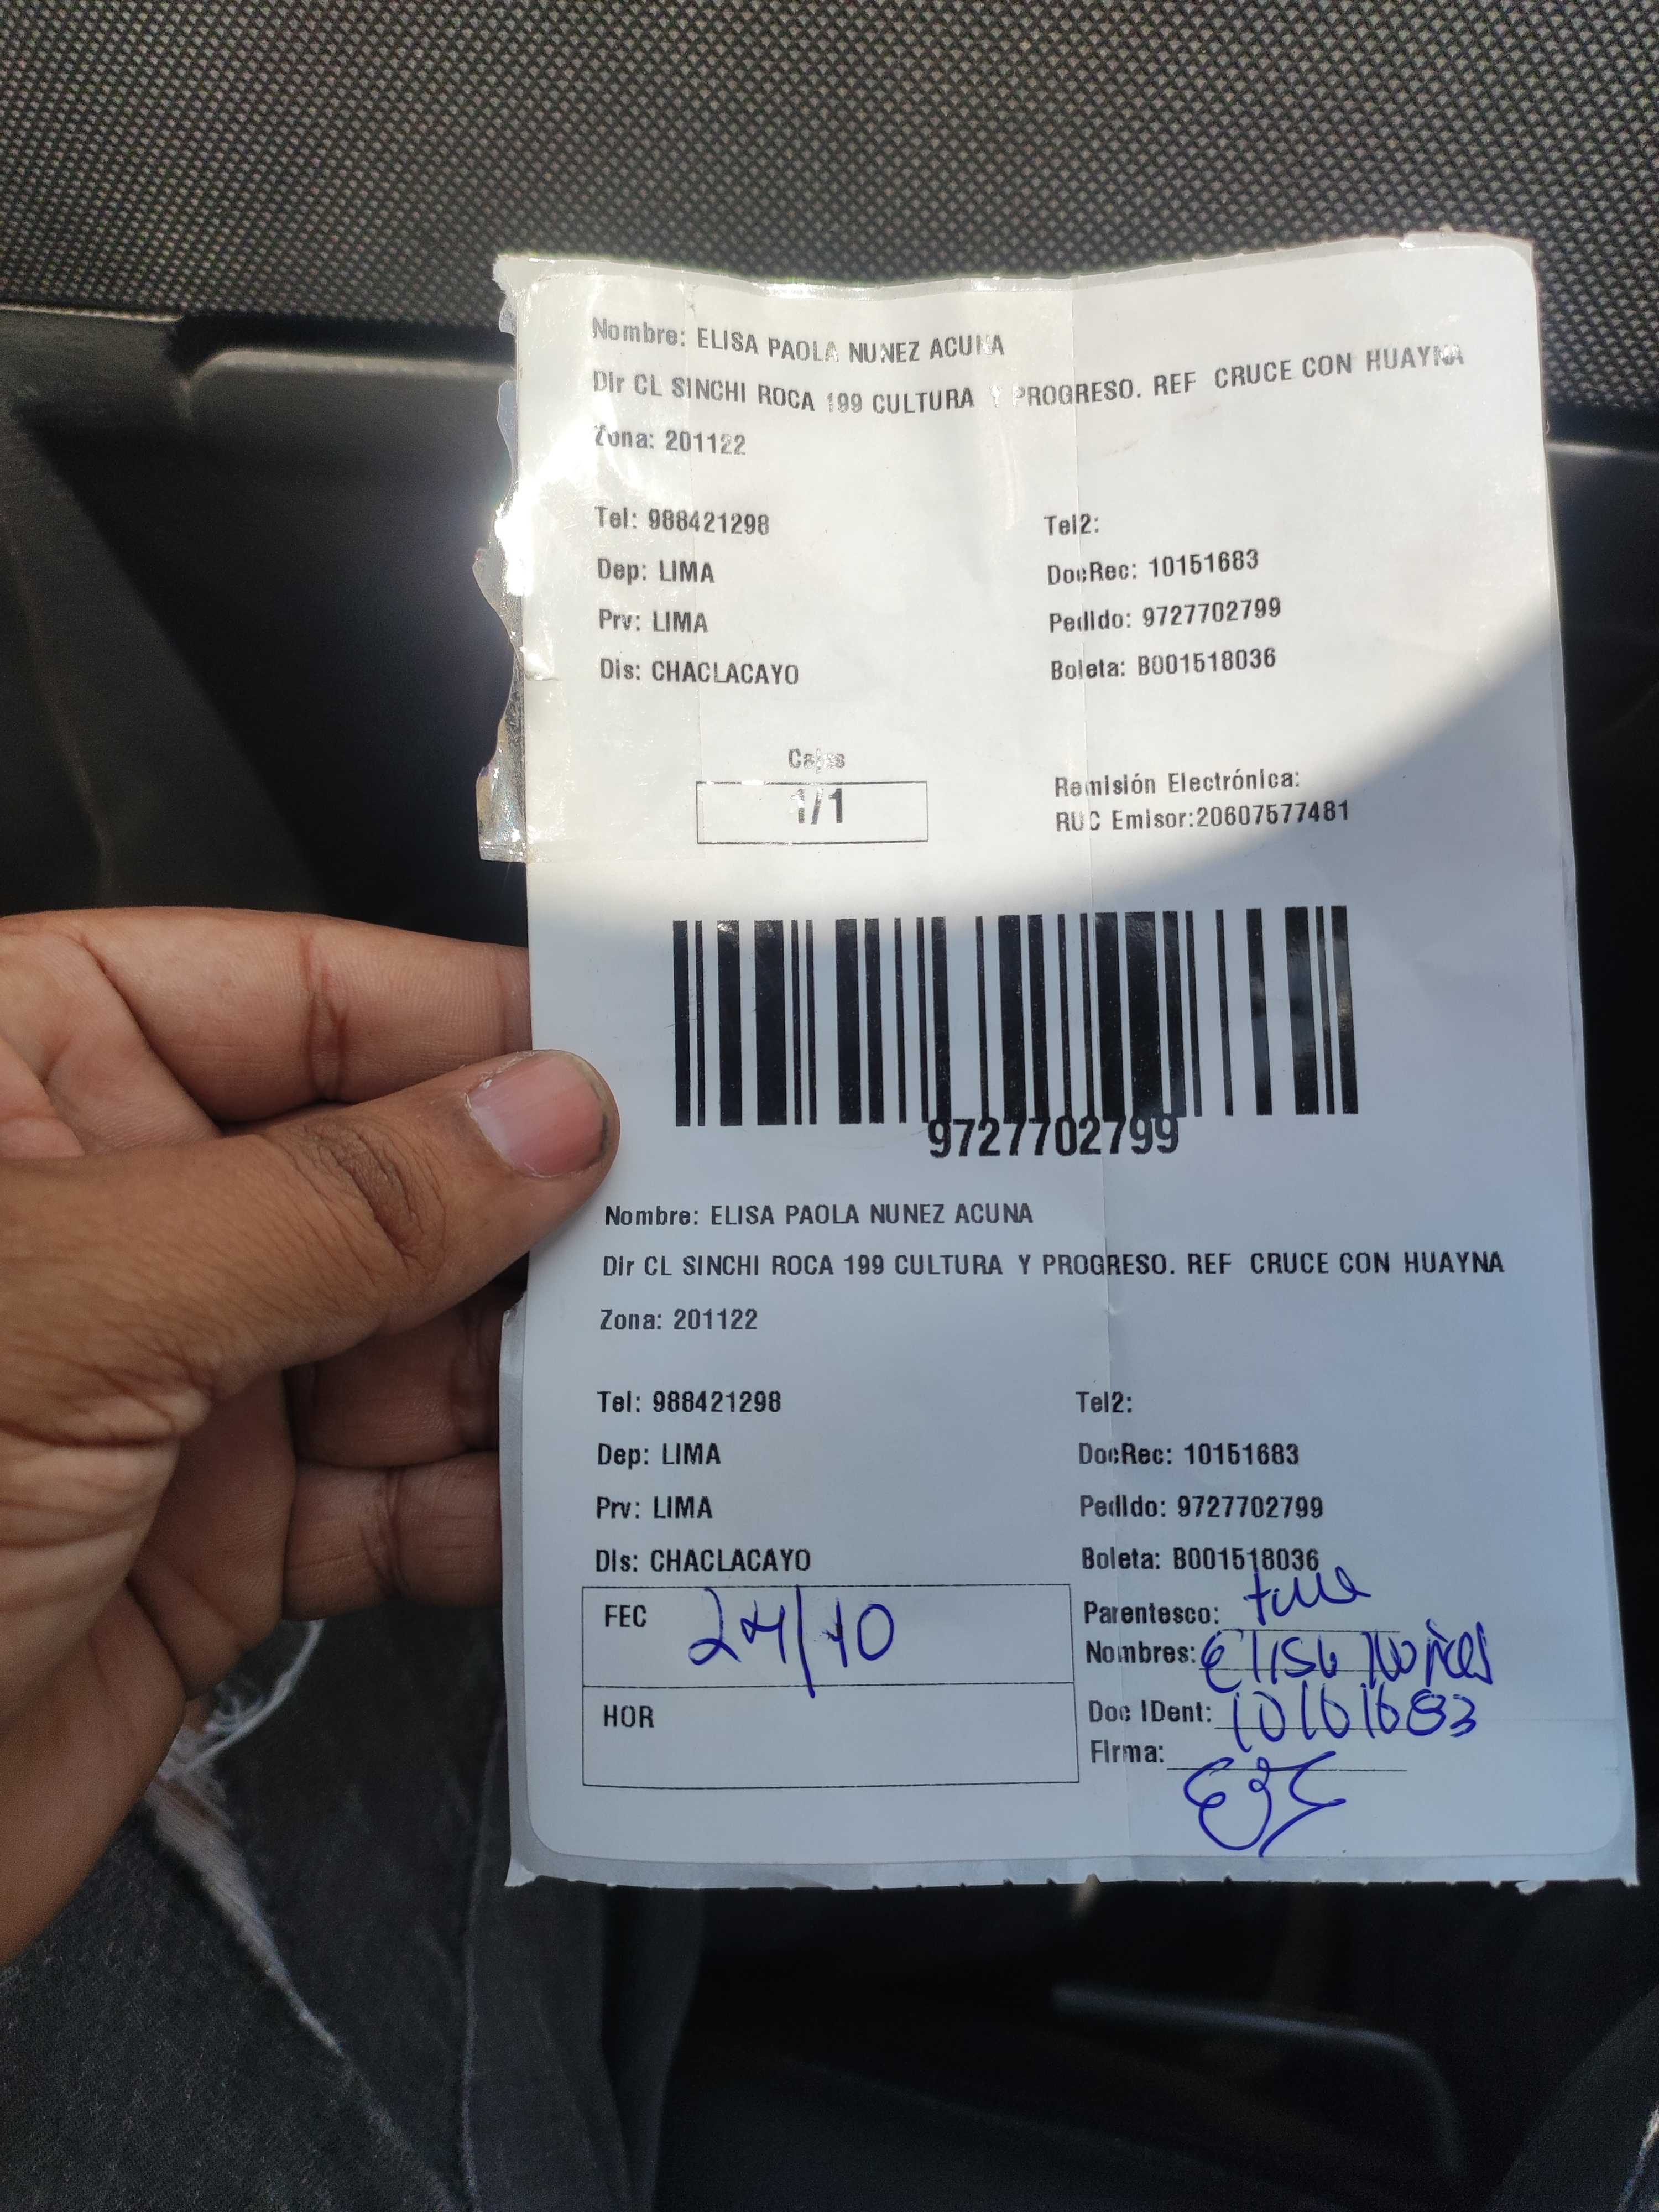 Nombre: ELISA PAOLA NUNEZ ACUNA
Dir CL SINCHI ROCA 199 CULTURA Y PROGRESO. REF CRUCE CON HUAYNA
Zona: 201122
Tel: 988421298 Tel2:
Dep: LIMA DocRec: 10151683
Prv: LIMA Pedido: 9727702799
Dis: CHACLACAYO Boleta: B001518036
Cajas
1/1
Remisión Electrónica:
RUC Emisor:20607577481
9727702799
Nombre: ELISA PAOLA NUNEZ ACUNA
Dir CL SINCHI ROCA 199 CULTURA Y PROGRESO. REF CRUCE CON HUAYNA
Zona: 201122
Tel: 988421298 Tel2:
Dep: LIMA DocRec: 10151683
Prv: LIMA Pedido: 9727702799
Dis: CHACLACAYO Boleta: B001518036
FEC 24/10
Parentesco:
Nombres: Elisa
HOR
Doc IDent: 10151683
Firma: